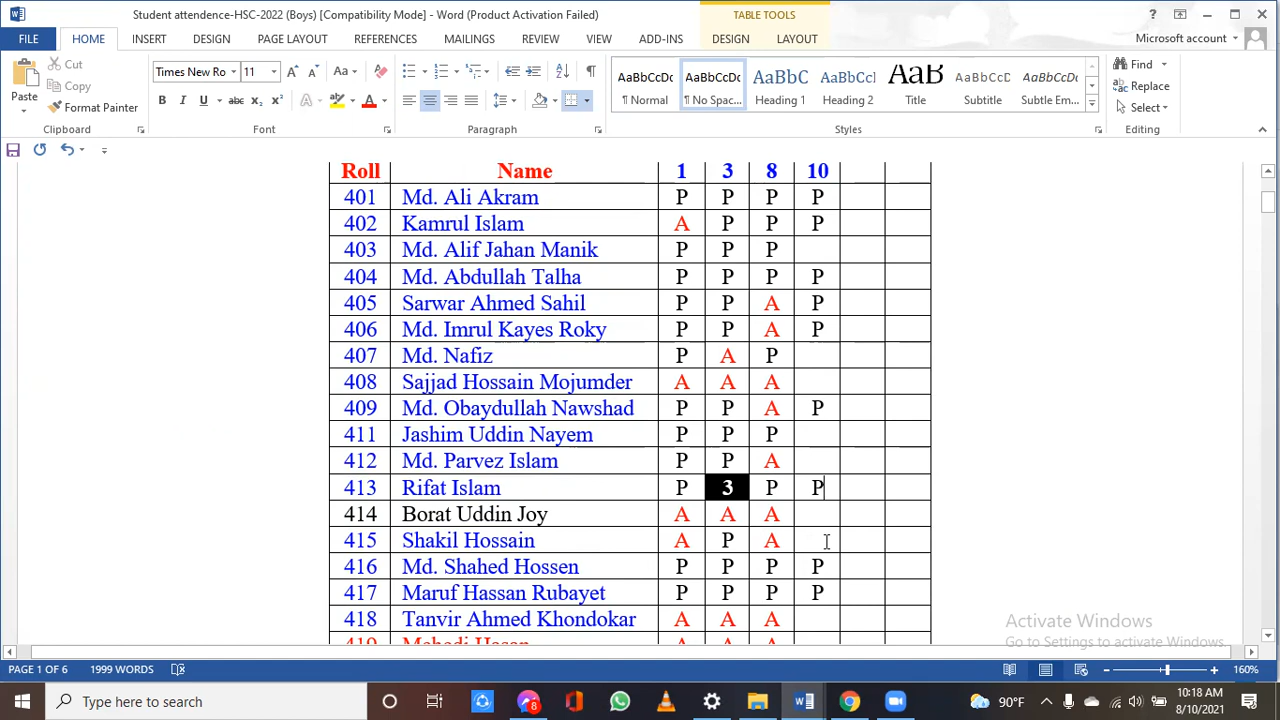 Student attendence-HSC-2022 (Boys) [Compatibility Mode] - Word (Product Activation Failed)
TABLE TOOLS
FILE HOME INSERT DESIGN PAGE LAYOUT REFERENCES MAILINGS REVIEW VIEW ADD-INS DESIGN LAYOUT Microsoft account
Cut
Copy
Format Painter
Paste
Times New Ro 11
AaBbCcDc AaBbCcDc AaBbC AaBbCc AaB AaBbCcD AaBbCcDc
¶ Normal ¶ No Spac... Heading 1 Heading 2 Title Subtitle Subtle Em...
Find
Replace
Select
Clipboard Font Paragraph Styles Editing
Roll Name 1 3 8 10
401 Md. Ali Akram P P P P
402 Kamrul Islam A P P P
403 Md. Alif Jahan Manik P P P
404 Md. Abdullah Talha P P P P
405 Sarwar Ahmed Sahil P P A P
406 Md. Imrul Kayes Roky P P A P
407 Md. Nafiz P A P
408 Sajjad Hossain Mojumder A A A
409 Md. Obaydullah Nawshad P P A P
411 Jashim Uddin Nayem P P P
412 Md. Parvez Islam P P A
413 Rifat Islam P 3 P P
414 Borat Uddin Joy A A A
415 Shakil Hossain A P A
416 Md. Shahed Hossen P P P P
417 Maruf Hassan Rubayet P P P P
418 Tanvir Ahmed Khondokar A A A
419 Mehadi Hasan A A A
Activate Windows
Go to Settings to activate Windows.
PAGE 1 OF 6 1999 WORDS 160%
Type here to search
8
90°F
10:18 AM
8/10/2021